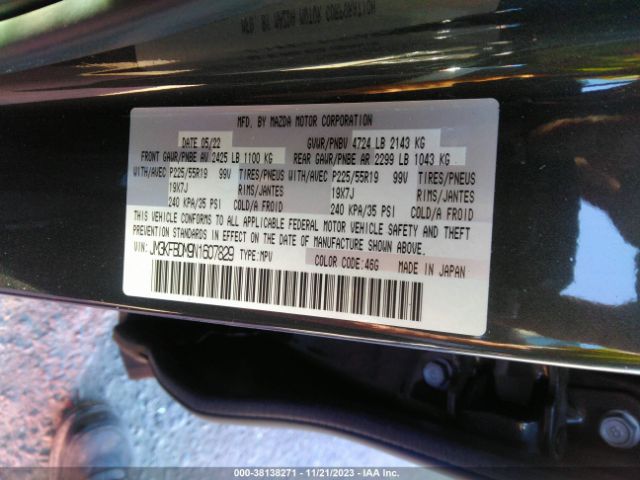 MFD. BY MAZDA MOTOR CORPORATION
DATE 05/22 GVWR/PNBV 4724 LB 2143 KG
FRONT GAWR/PNBE AV 2425 LB 1100 KG REAR GAWR/PNBE AR 2299 LB 1043 KG
WITH/AVEC P225/55R19 99V TIRES/PNEUS WITH/AVEC P225/55R19 99V TIRES/PNEUS
19X7J RIMS/JANTES 19X7J RIMS/JANTES
240 KPA/35 PSI COLD/A FROID 240 KPA/35 PSI COLD/A FROID
THIS VEHICLE CONFORMS TO ALL APPLICABLE FEDERAL MOTOR VEHICLE SAFETY AND THEFT
PREVENTION STANDARDS IN EFFECT ON THE DATE OF MANUFACTURE SHOWN ABOVE.
VIN: JM3KFBDM9N1607829 TYPE:MPV
COLOR CODE:46G MADE IN JAPAN
000-38138271 - 11/21/2023 - IAA Inc.